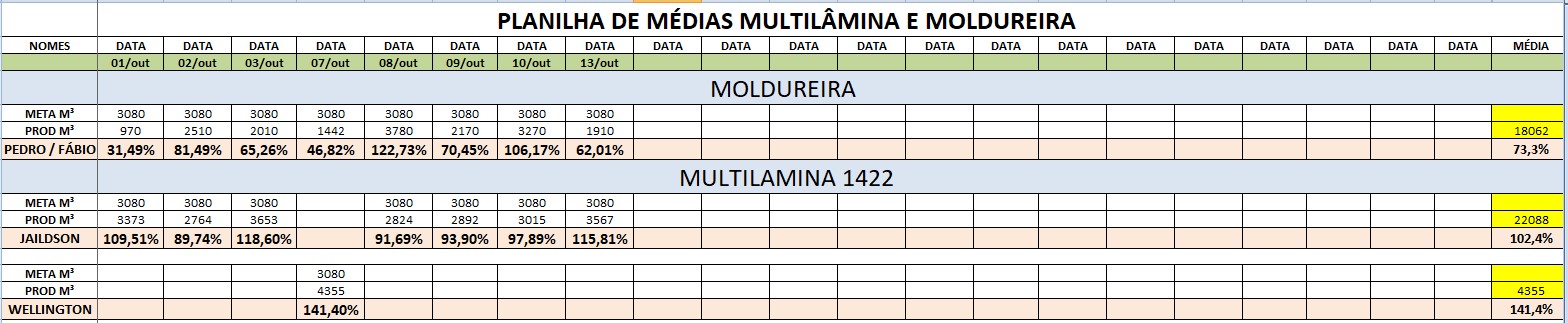 PLANILHA DE MÉDIAS MULTILÂMINA E MOLDUREIRA
NOMES DATA DATA DATA DATA DATA DATA DATA DATA DATA DATA DATA DATA DATA DATA DATA DATA DATA DATA DATA DATA MÉDIA
01/out 02/out 03/out 07/out 08/out 09/out 10/out 13/out
MOLDUREIRA
META M³ 3080 3080 3080 3080 3080 3080 3080 3080
PROD M³ 970 2510 2010 1442 3780 2170 3270 1910 18062
PEDRO / FÁBIO 31,49% 81,49% 65,26% 46,82% 122,73% 70,45% 106,17% 62,01% 73,3%
MULTILAMINA 1422
META M³ 3080 3080 3080 3080 3080 3080 3080
PROD M³ 3373 2764 3653 2824 2892 3015 3567 22088
JAILDSON 109,51% 89,74% 118,60% 91,69% 93,90% 97,89% 115,81% 102,4%
META M³ 3080
PROD M³ 4355 4355
WELLINGTON 141,40% 141,4%